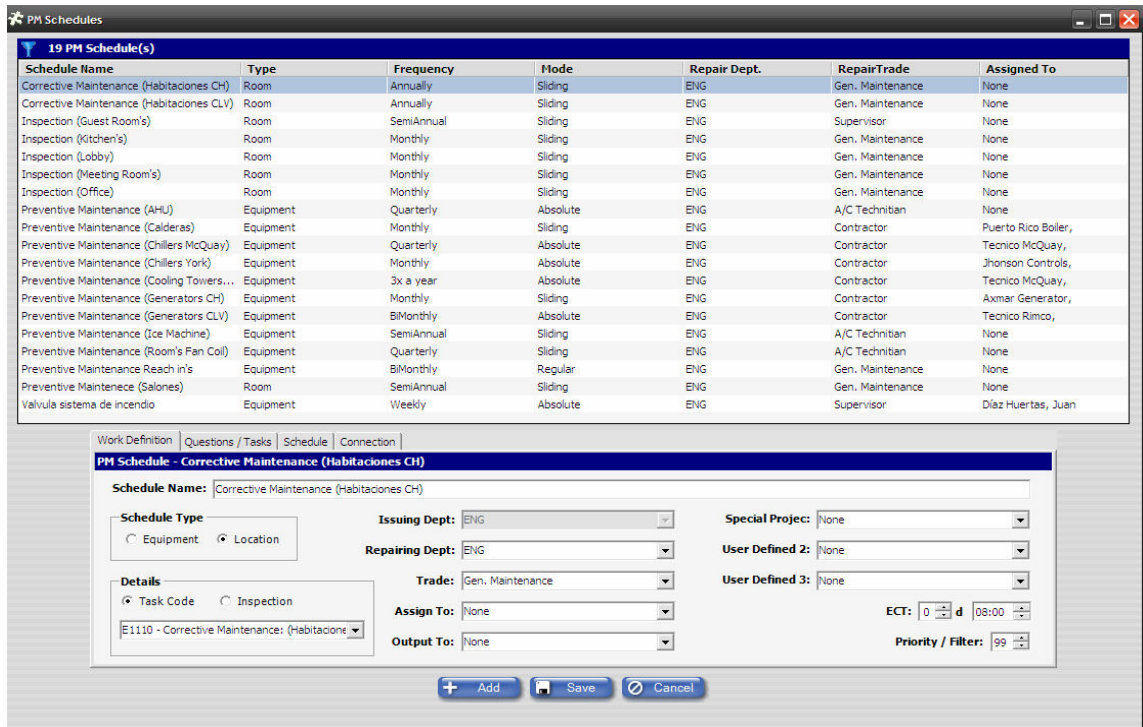 PM Schedules
19 PM Schedule(s)
Schedule Name Type Frequency Mode Repair Dept. RepairTrade Assigned To
Corrective Maintenance (Habitaciones CH) Room Annually Sliding ENG Gen. Maintenance None
Corrective Maintenance (Habitaciones CLV) Room Annually Sliding ENG Gen. Maintenance None
Inspection (Guest Room's) Room SemiAnnual Sliding ENG Supervisor None
Inspection (Kitchen's) Room Monthly Sliding ENG Gen. Maintenance None
Inspection (Lobby) Room Monthly Sliding ENG Gen. Maintenance None
Inspection (Meeting Room's) Room Monthly Sliding ENG Gen. Maintenance None
Inspection (Office) Room Monthly Sliding ENG Gen. Maintenance None
Preventive Maintenance (AHU) Equipment Quarterly Absolute ENG A/C Technitian None
Preventive Maintenance (Calderas) Equipment Monthly Sliding ENG Contractor Puerto Rico Boiler,
Preventive Maintenance (Chillers McQuay) Equipment Quarterly Absolute ENG Contractor Tecnico McQuay,
Preventive Maintenance (Chillers York) Equipment Monthly Absolute ENG Contractor Jhonson Controls,
Preventive Maintenance (Cooling Towers... Equipment 3x a year Absolute ENG Contractor Tecnico McQuay,
Preventive Maintenance (Generators CH) Equipment Monthly Sliding ENG Contractor Axmar Generator,
Preventive Maintenance (Generators CLV) Equipment BiMonthly Absolute ENG Contractor Tecnico Rimco,
Preventive Maintenance (Ice Machine) Equipment SemiAnnual Sliding ENG A/C Technitian None
Preventive Maintenance (Room's Fan Coil) Equipment Quarterly Sliding ENG A/C Technitian None
Preventive Maintenance Reach in's Equipment BiMonthly Regular ENG Gen. Maintenance None
Preventive Maintenece (Salones) Room SemiAnnual Sliding ENG Gen. Maintenance None
Valvula sistema de incendio Equipment Weekly Absolute ENG Supervisor Díaz Huertas, Juan
Work Definition Questions / Tasks Schedule Connection
PM Schedule - Corrective Maintenance (Habitaciones CH)
Schedule Name: Corrective Maintenance (Habitaciones CH)
Schedule Type Issuing Dept: ENG Special Projec: None
Equipment Location
Repairing Dept: ENG User Defined 2: None
Details Trade: Gen. Maintenance User Defined 3: None
Task Code Inspection
Assign To: None ECT: 0 d 08:00
E1110 - Corrective Maintenance: (Habitacione
Output To: None Priority / Filter: 99
Add Save Cancel